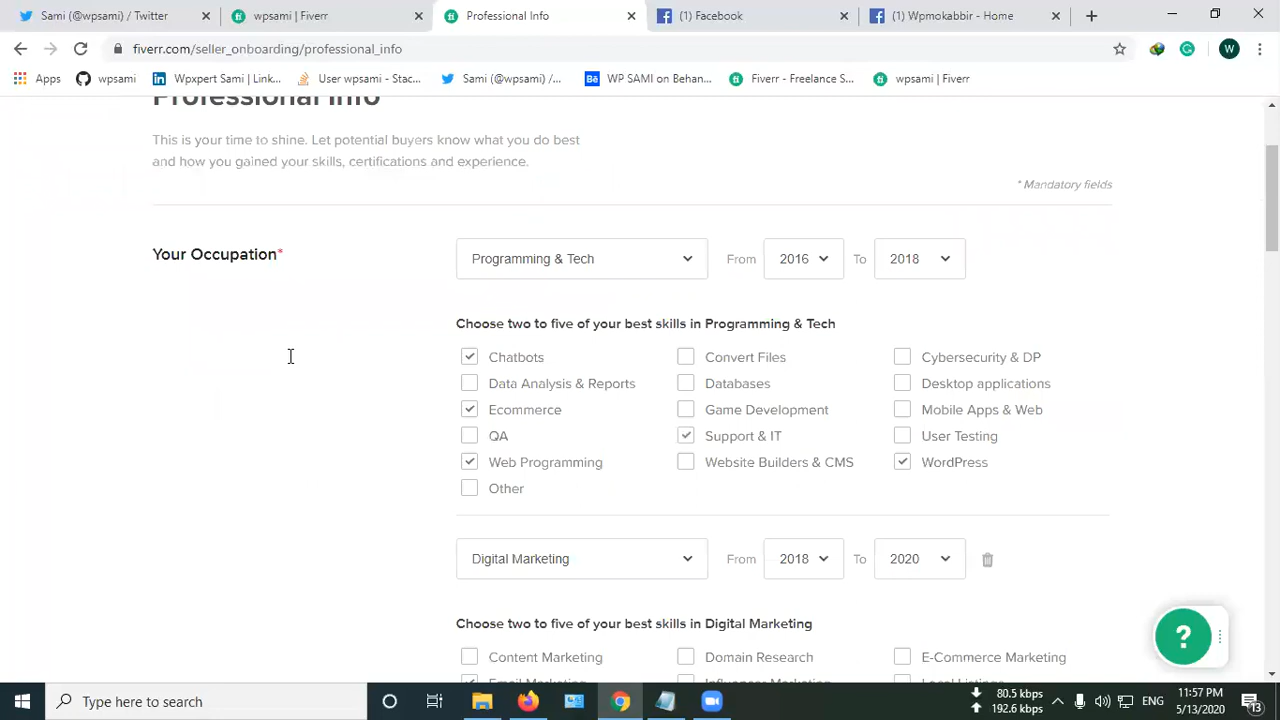 Sami (@wpsami) / Twitter
wpsami | Fiverr
Professional Info
(1) Facebook
(1) Wpmokabbir - Home
fiverr.com/seller_onboarding/professional_info
W
Apps
wpsami
Wpxpert Sami | Link...
User wpsami - Stac...
Sami (@wpsami) /...
WP SAMI on Behan...
Fiverr - Freelance S...
wpsami | Fiverr
Professional Info
This is your time to shine. Let potential buyers know what you do best
and how you gained your skills, certifications and experience.
* Mandatory fields
Your Occupation*
Programming & Tech
From
2016
To
2018
Choose two to five of your best skills in Programming & Tech
Chatbots
Convert Files
Cybersecurity & DP
Data Analysis & Reports
Databases
Desktop applications
Ecommerce
Game Development
Mobile Apps & Web
QA
Support & IT
User Testing
Web Programming
Website Builders & CMS
WordPress
Other
Digital Marketing
From
2018
To
2020
Choose two to five of your best skills in Digital Marketing
Content Marketing
Domain Research
E-Commerce Marketing
Email Marketing
Influencer Marketing
Local Listings
?
Type here to search
80.5 kbps
192.6 kbps
ENG
11:57 PM
5/13/2020
13